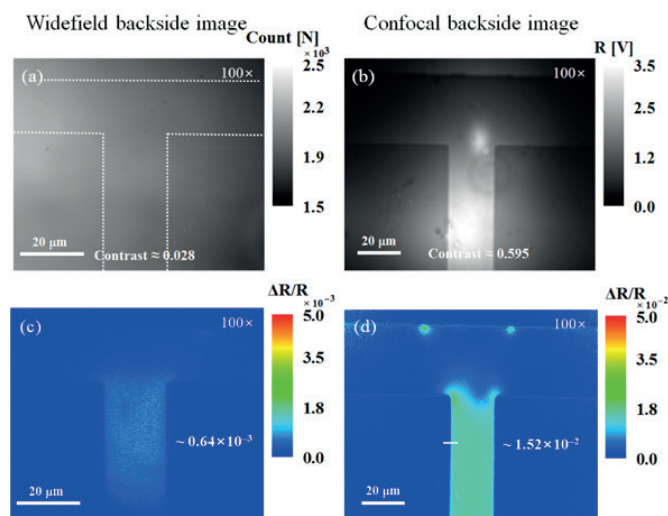 Widefield backside image
Confocal backside image
Count [N]
×10³
2.5
2.2
1.9
1.5
(a)
100×
20 μm
Contrast ≈ 0.028
R [V]
3.5
2.4
1.2
0.0
(b)
100×
20 μm
Contrast ≈ 0.595
ΔR/R
×10⁻³
5.0
3.5
1.8
0.0
(c)
100×
~ 0.64×10⁻³
20 μm
ΔR/R
×10⁻²
5.0
3.5
1.8
0.0
(d)
100×
~ 1.52×10⁻²
20 μm